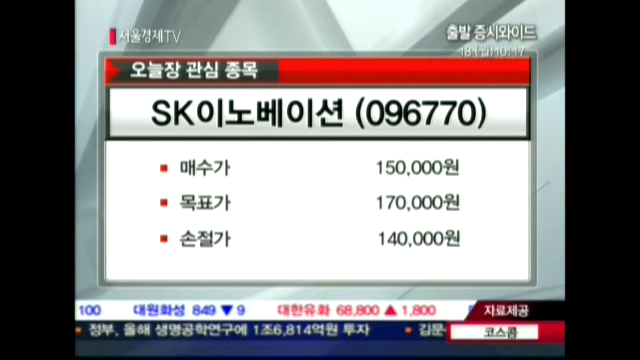 서울경제TV
출발 증시와이드
18(월)10:17
오늘장 관심 종목
SK이노베이션 (096770)
매수가 150,000원
목표가 170,000원
손절가 140,000원
100 대원화성 849 ▼ 9 대한유화 68,800 ▲ 1,800
자료제공
정부, 올해 생명공학연구에 1조6,814억원 투자 김문
코스콤